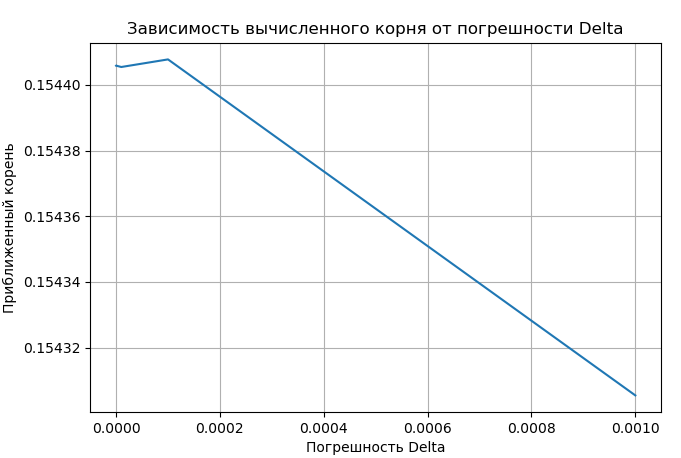 Зависимость вычисленного корня от погрешности Delta
Приближенный корень
0.15440
0.15438
0.15436
0.15434
0.15432
0.0000 0.0002 0.0004 0.0006 0.0008 0.0010
Погрешность Delta